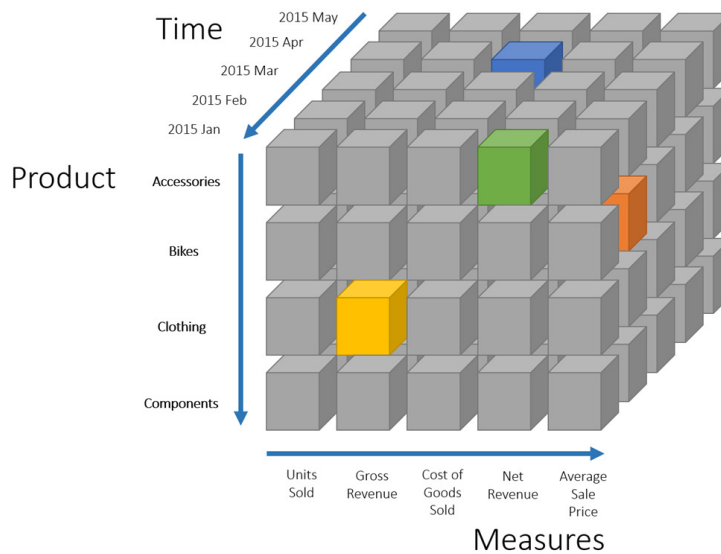 Time
2015 May
2015 Apr
2015 Mar
2015 Feb
2015 Jan
Product
Accessories
Bikes
Clothing
Components
Units
Sold
Gross
Revenue
Cost of
Goods
Sold
Net
Revenue
Average
Sale
Price
Measures